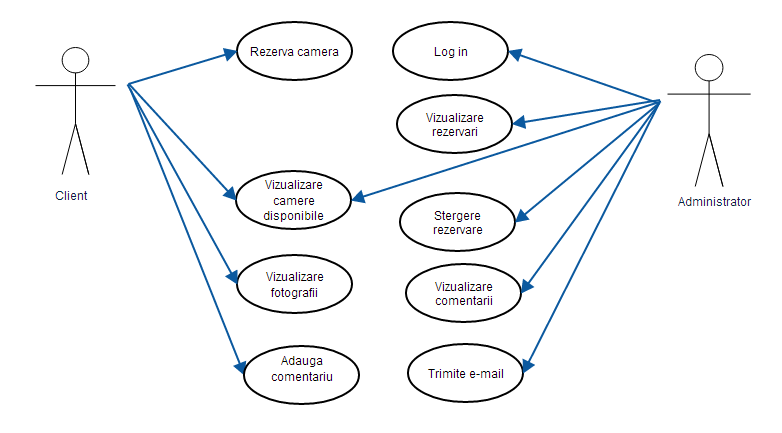 Rezerva camera
Log in
Vizualizare
rezervari
Client
Vizualizare
camere
disponibile
Administrator
Stergere
rezervare
Vizualizare
fotografii
Vizualizare
comentarii
Adauga
comentariu
Trimite e-mail